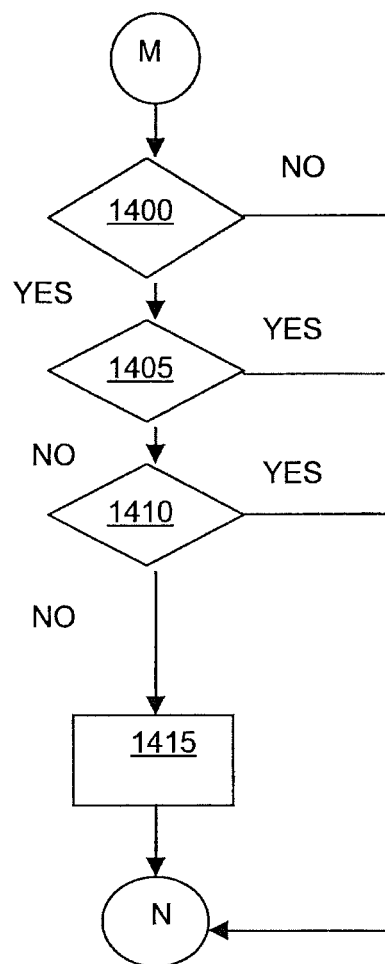 M
1400
NO
YES
YES
1405
NO
YES
1410
NO
1415
N